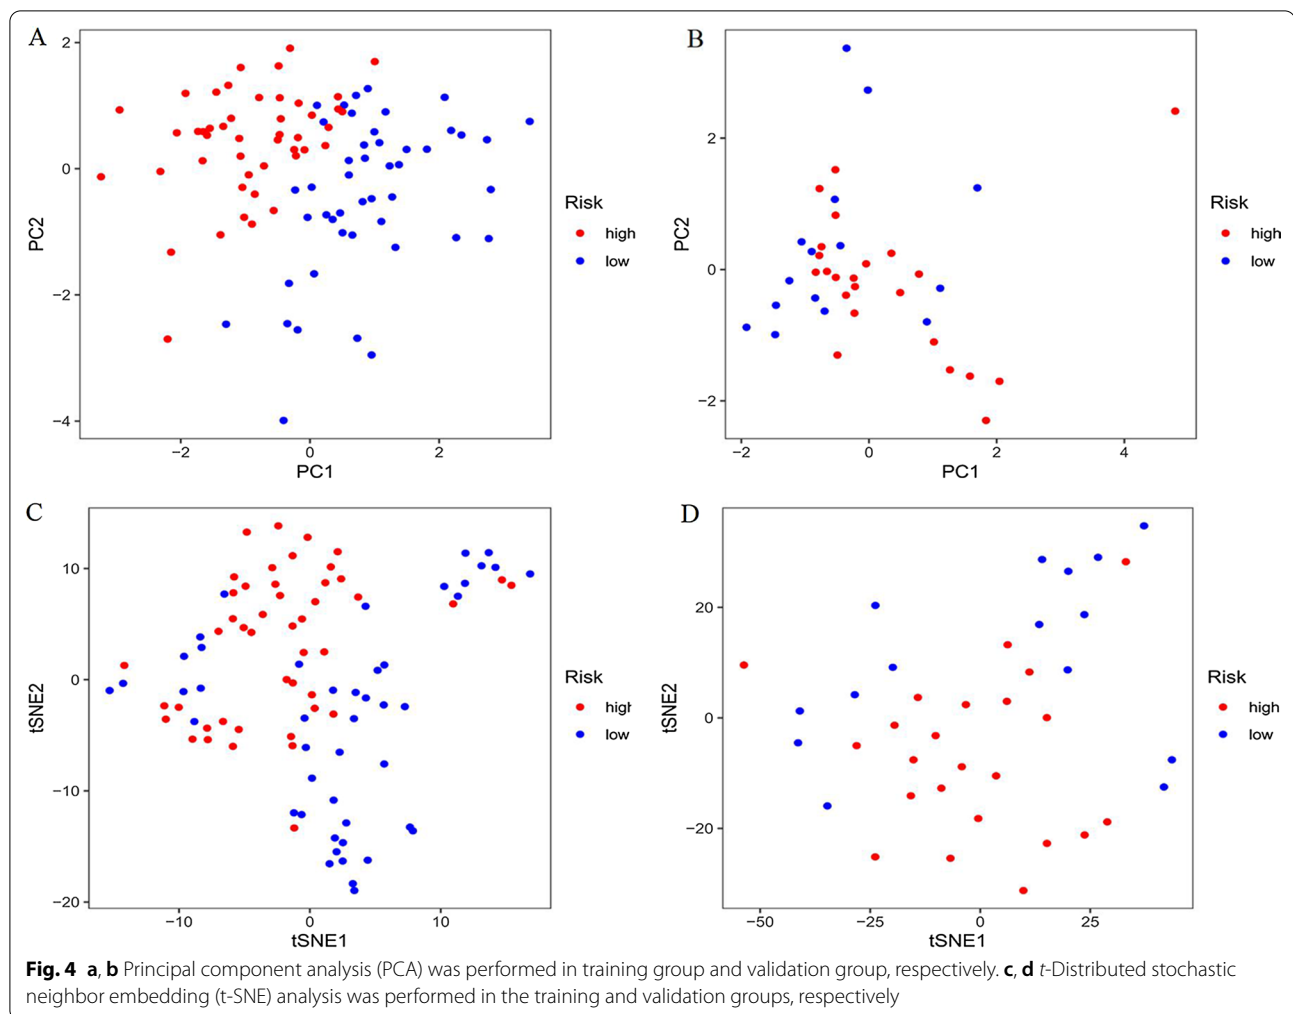 A
2
0
−2
−4
PC2
−2
0
2
PC1
Risk
high
low
B
2
0
−2
PC2
−2
0
2
4
PC1
Risk
high
low
C
10
0
−10
−20
tSNE2
−10
0
10
tSNE1
Risk
high
low
D
20
0
−20
tSNE2
−50
−25
0
25
tSNE1
Risk
high
low
Fig. 4 a, b Principal component analysis (PCA) was performed in training group and validation group, respectively. c, d t-Distributed stochastic
neighbor embedding (t-SNE) analysis was performed in the training and validation groups, respectively